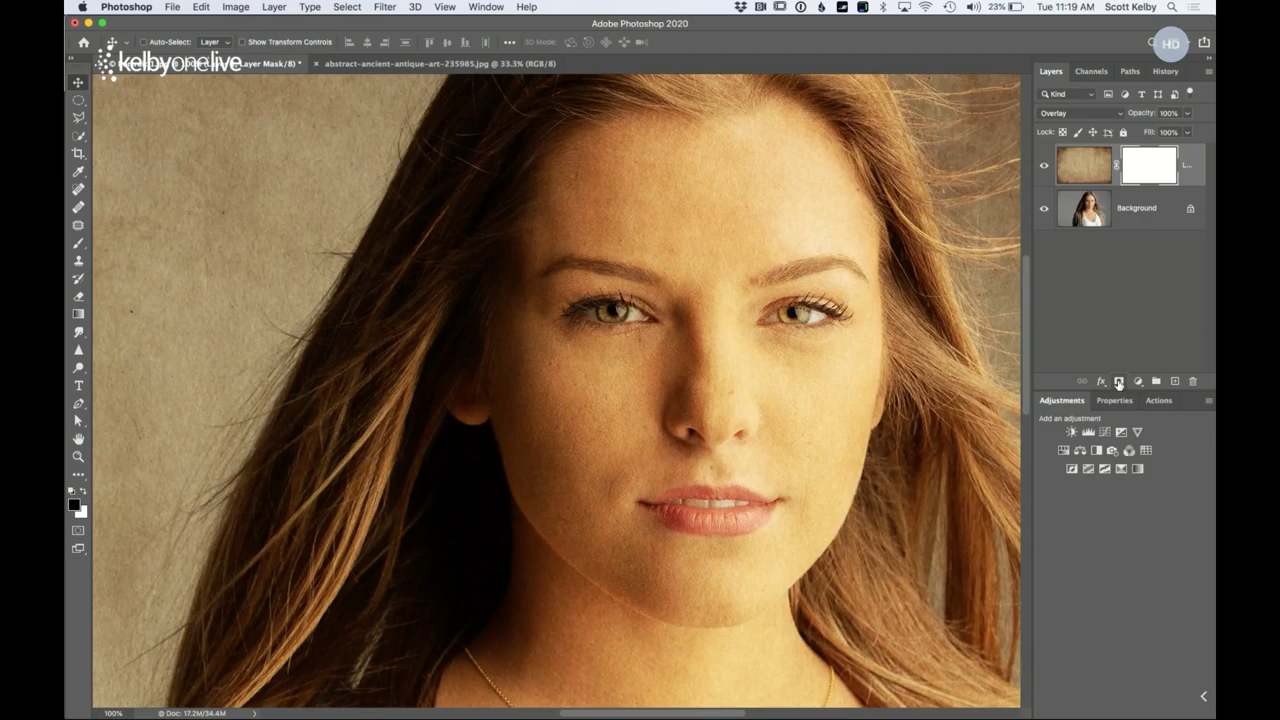 Photoshop File Edit Image Layer Type Select Filter 3D View Window Help 23% Tue 11:19 AM Scott Kelby
Adobe Photoshop 2020
Auto-Select: Layer Show Transform Controls 3D Mode: HD
kelbyonelive
Layer Mask/8) * × abstract-ancient-antique-art-235985.jpg @ 33.3% (RGB/8)
Layers Channels Paths History
Kind
Overlay Opacity: 100%
Lock: Fill: 100%
L...
Background
fx
Adjustments Properties Actions
Add an adjustment
100% Doc: 17.2M/34.4M